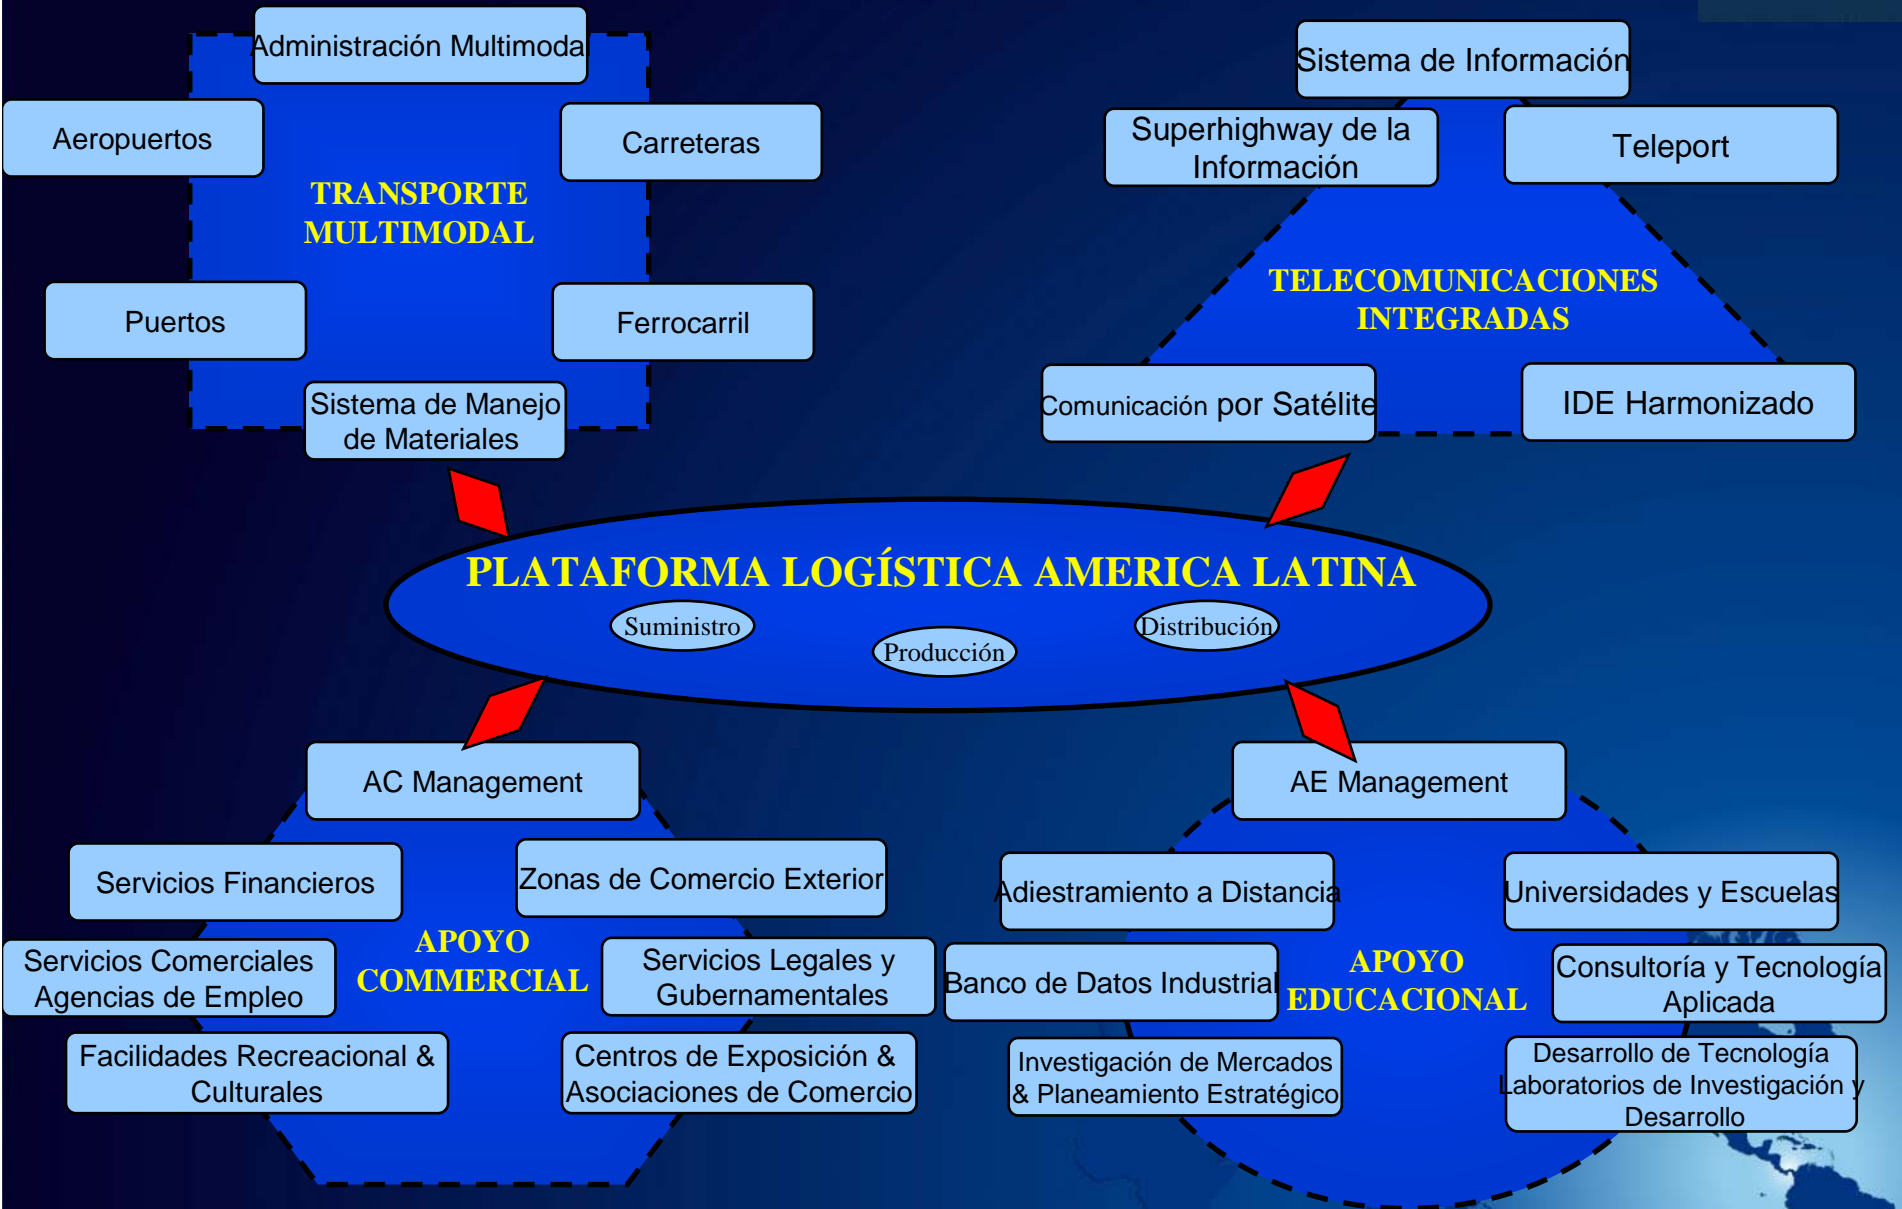 Administración Multimoda
Aeropuertos
Carreteras
TRANSPORTE
MULTIMODAL
Puertos
Ferrocarril
Sistema de Manejo
de Materiales
Sistema de Información
Superhighway de la
Información
Teleport
TELECOMUNICACIONES
INTEGRADAS
Comunicación por Satélite
IDE Harmonizado
PLATAFORMA LOGÍSTICA AMERICA LATINA
Suministro
Producción
Distribución
AC Management
Servicios Financieros
Zonas de Comercio Exterior
APOYO
COMMERCIAL
Servicios Comerciales
Agencias de Empleo
Servicios Legales y
Gubernamentales
Facilidades Recreacional &
Culturales
Centros de Exposición &
Asociaciones de Comercio
AE Management
Adiestramiento a Distancia
Universidades y Escuelas
Banco de Datos Industrial
APOYO
EDUCACIONAL
Consultoría y Tecnología
Aplicada
Investigación de Mercados
& Planeamiento Estratégico
Desarrollo de Tecnología
Laboratorios de Investigación y
Desarrollo